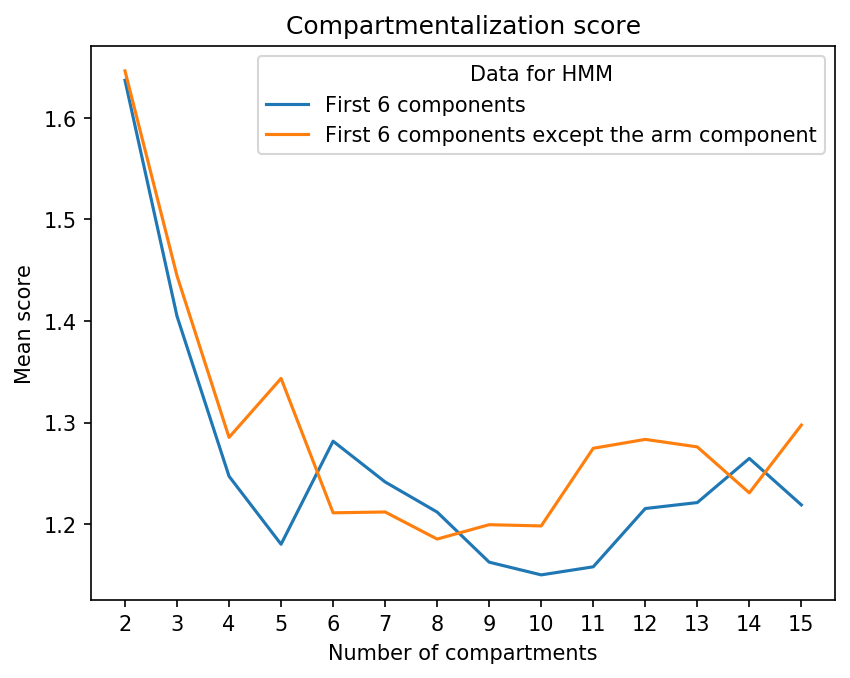 Compartmentalization score
Data for HMM
First 6 components
First 6 components except the arm component
Mean score
1.6
1.5
1.4
1.3
1.2
2 3 4 5 6 7 8 9 10 11 12 13 14 15
Number of compartments